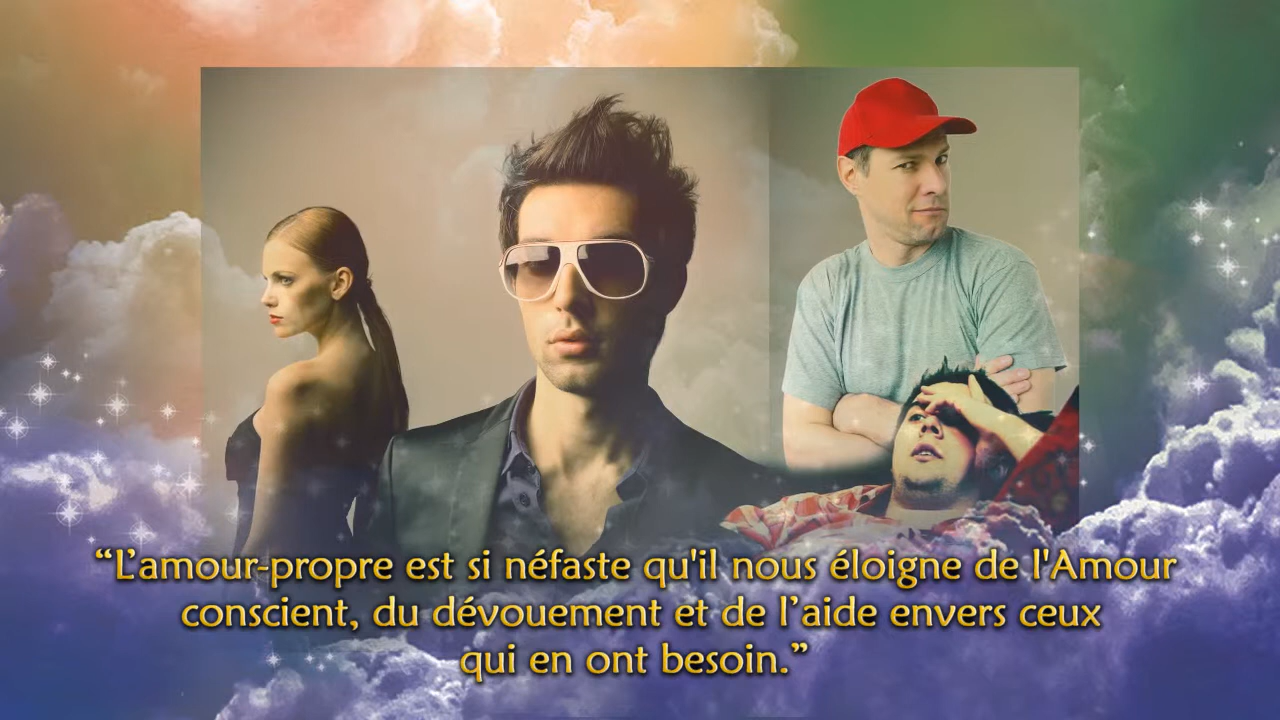 “L’amour-propre est si néfaste qu'il nous éloigne de l'Amour
conscient, du dévouement et de l’aide envers ceux
qui en ont besoin.”